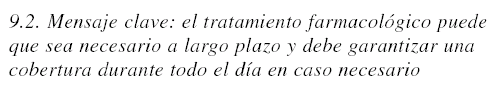 9.2. Mensaje clave: el tratamiento farmacológico puede
que sea necesario a largo plazo y debe garantizar una
cobertura durante todo el día en caso necesario